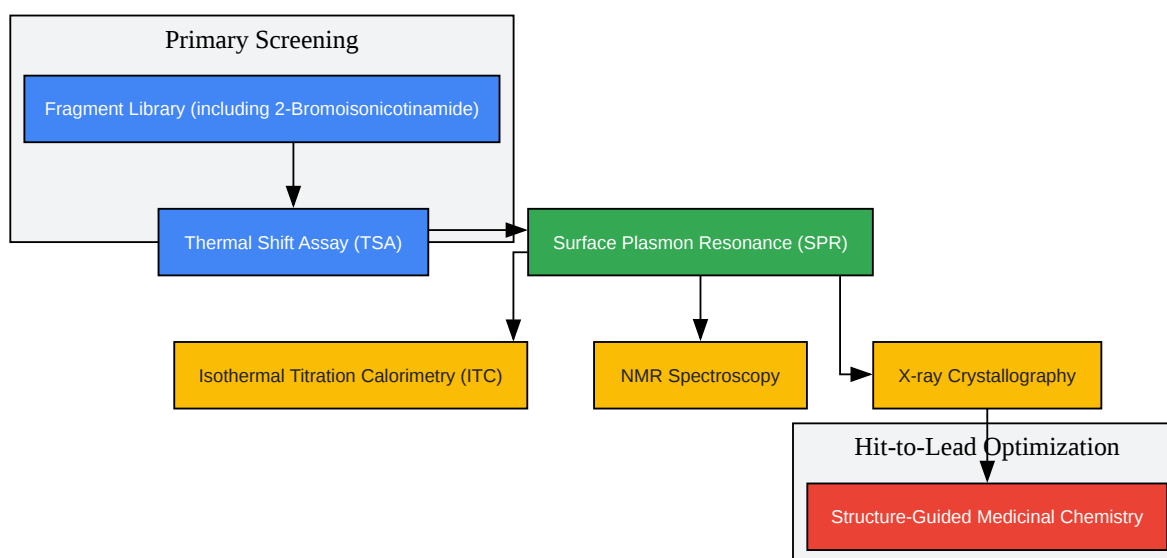 Primary Screening
Fragment Library (including 2-Bromoisonicotinamide)
Thermal Shift Assay (TSA)
Surface Plasmon Resonance (SPR)
Isothermal Titration Calorimetry (ITC)
NMR Spectroscopy
X-ray Crystallography
Hit-to-Lead Optimization
Structure-Guided Medicinal Chemistry